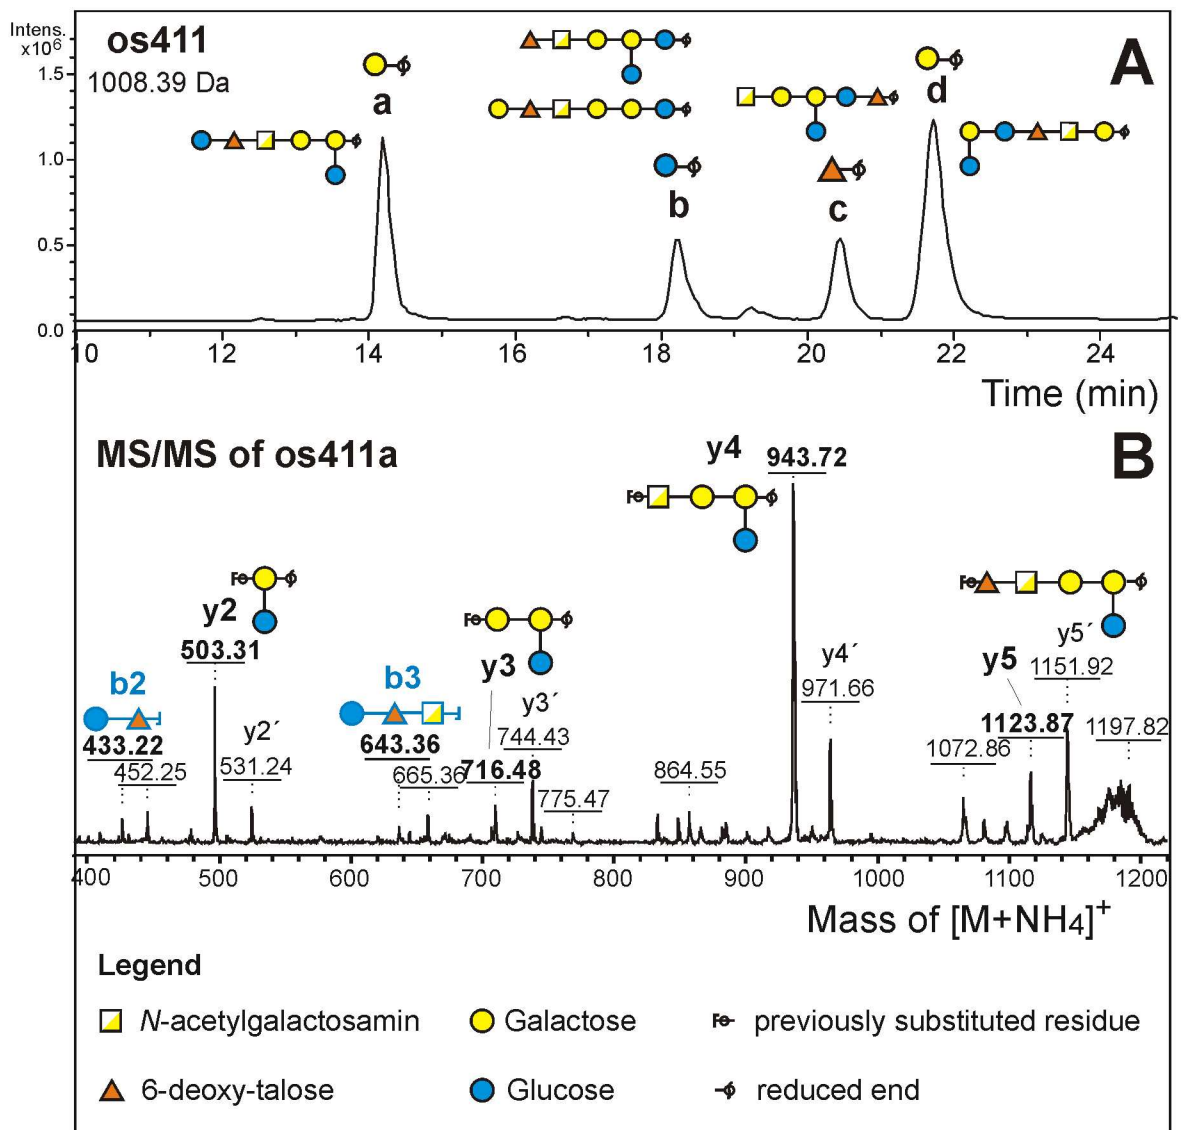 Intens.
x10⁶
os411
1008.39 Da
A
1.5
1.0
0.5
0.0
a
b
c
d
10 12 14 16 18 20 22 24
Time (min)
MS/MS of os411a
B
y4
943.72
y2
503.31
y3
y5´
1151.92
y5
1123.87
y4´
971.66
1197.82
b2
433.22
452.25
y2´
531.24
b3
643.36
665.36
716.48
y3´
744.43
775.47
864.55
1072.86
400 500 600 700 800 900 1000 1100 1200
Mass of [M+NH₄]⁺
Legend
N-acetylgalactosamin
Galactose
previously substituted residue
6-deoxy-talose
Glucose
reduced end